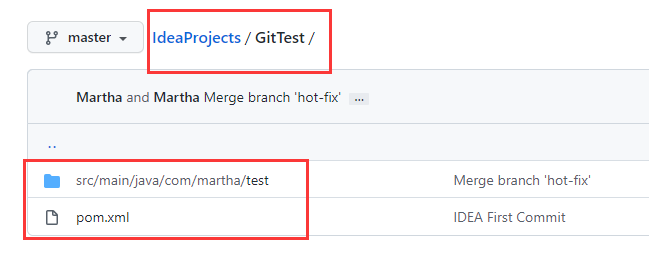 master IdeaProjects / GitTest /
Martha and Martha Merge branch 'hot-fix' ...
..
src/main/java/com/martha/test Merge branch 'hot-fix'
pom.xml IDEA First Commit